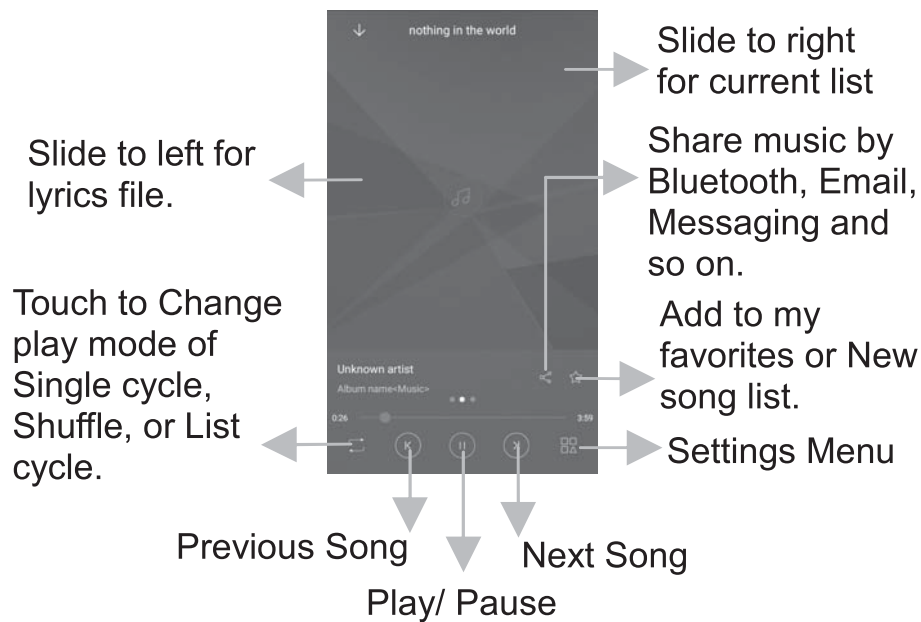 nothing in the world
Slide to right
for current list
Slide to left for
lyrics file.
Share music by
Bluetooth, Email,
Messaging and
so on.
Touch to Change
play mode of
Single cycle,
Shuffle, or List
cycle.
Add to my
favorites or New
song list.
Unknown artist
Album name<Music>
0:26
3:59
Settings Menu
Previous Song
Next Song
Play/ Pause